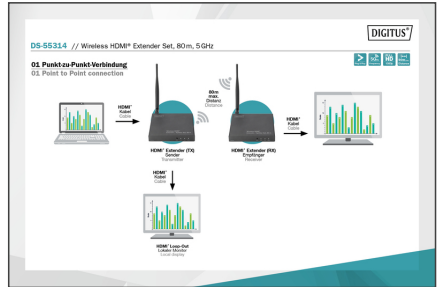 DIGITUS®
DS-55314 // Wireless HDMI® Extender Set, 80m, 5GHz
01 Punkt-zu-Punkt-Verbindung
01 Point to Point connection
HDMI®
Kabel
Cable
80m
max.
Distanz
Distance
HDMI®
Kabel
Cable
HDMI® Extender (TX)
Sender
Transmitter
HDMI® Extender (RX)
Empfänger
Receiver
HDMI®
Kabel
Cable
HDMI® Loop-Out
Lokaler Monitor
Local display